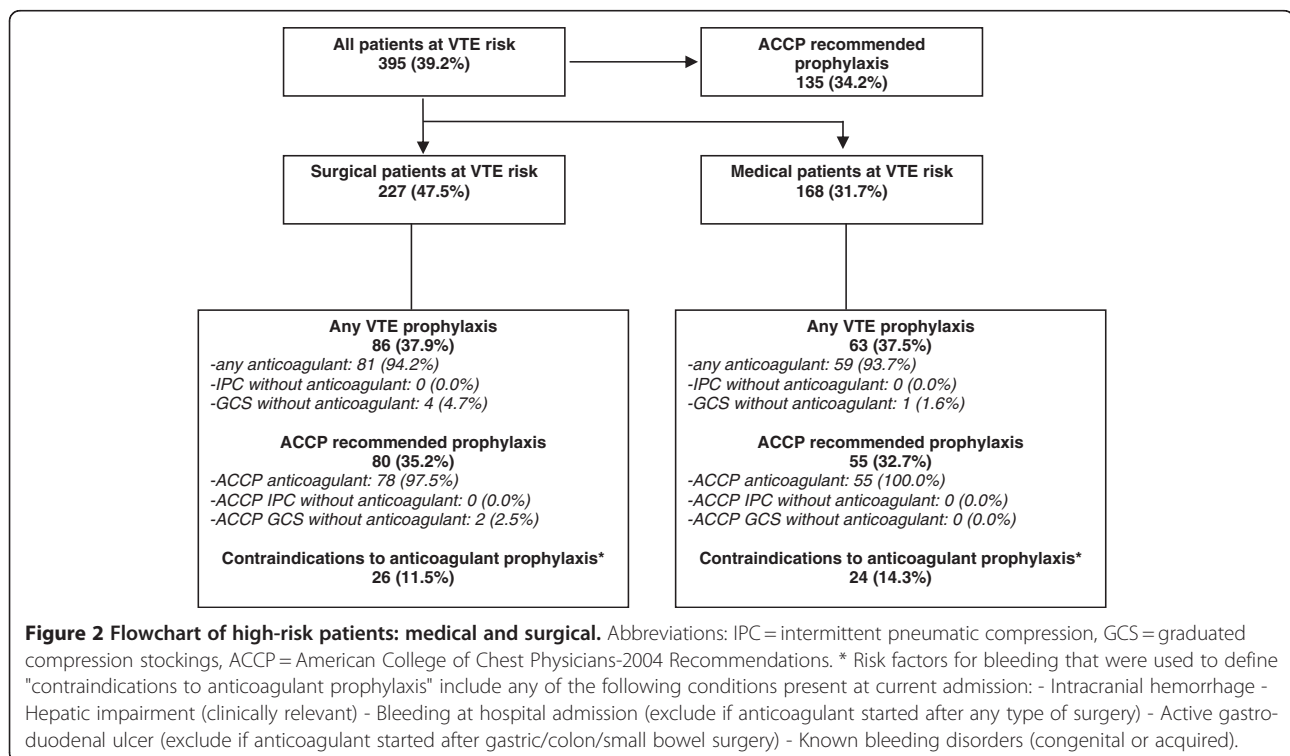 All patients at VTE risk
395 (39.2%)
ACCP recommended
prophylaxis
135 (34.2%)
Surgical patients at VTE risk
227 (47.5%)
Medical patients at VTE risk
168 (31.7%)
Any VTE prophylaxis
86 (37.9%)
-any anticoagulant: 81 (94.2%)
-IPC without anticoagulant: 0 (0.0%)
-GCS without anticoagulant: 4 (4.7%)
ACCP recommended prophylaxis
80 (35.2%)
-ACCP anticoagulant: 78 (97.5%)
-ACCP IPC without anticoagulant: 0 (0.0%)
-ACCP GCS without anticoagulant: 2 (2.5%)
Contraindications to anticoagulant prophylaxis*
26 (11.5%)
Any VTE prophylaxis
63 (37.5%)
-any anticoagulant: 59 (93.7%)
-IPC without anticoagulant: 0 (0.0%)
-GCS without anticoagulant: 1 (1.6%)
ACCP recommended prophylaxis
55 (32.7%)
-ACCP anticoagulant: 55 (100.0%)
-ACCP IPC without anticoagulant: 0 (0.0%)
-ACCP GCS without anticoagulant: 0 (0.0%)
Contraindications to anticoagulant prophylaxis*
24 (14.3%)
Figure 2 Flowchart of high-risk patients: medical and surgical. Abbreviations: IPC = intermittent pneumatic compression, GCS = graduated
compression stockings, ACCP = American College of Chest Physicians-2004 Recommendations. * Risk factors for bleeding that were used to define
"contraindications to anticoagulant prophylaxis" include any of the following conditions present at current admission: - Intracranial hemorrhage -
Hepatic impairment (clinically relevant) - Bleeding at hospital admission (exclude if anticoagulant started after any type of surgery) - Active gastro-
duodenal ulcer (exclude if anticoagulant started after gastric/colon/small bowel surgery) - Known bleeding disorders (congenital or acquired).